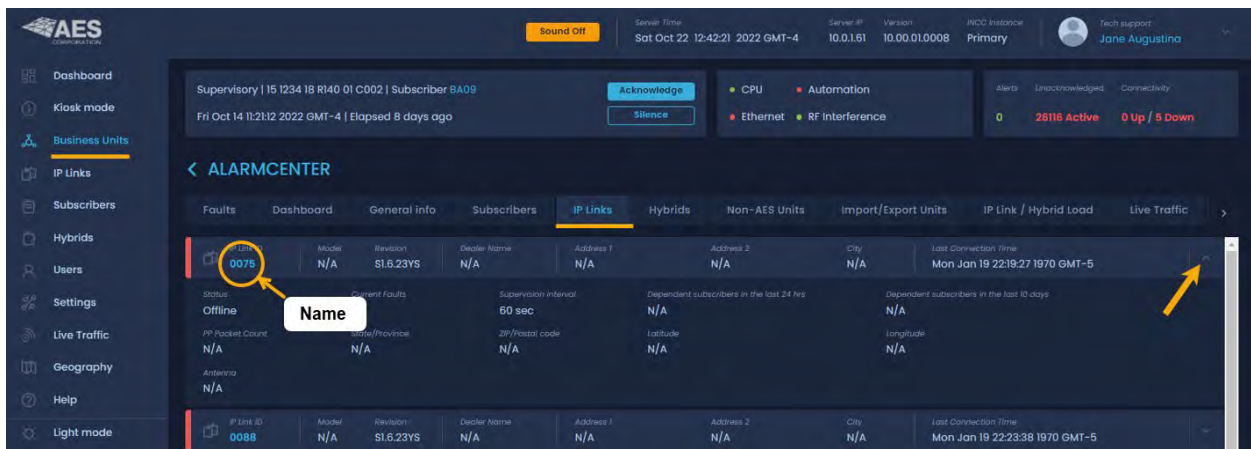 AES
CORPORATION
Sound Off
Server Time
Sat Oct 22 12:42:21 2022 GMT-4
Server IP
10.0.1.61
Version
10.00.01.0008
INCC Instance
Primary
Tech support
Jane Augustina
Dashboard
Kiosk mode
Business Units
IP Links
Subscribers
Hybrids
Users
Settings
Live Traffic
Geography
Help
Light mode
Supervisory | 15 1234 18 R140 01 C002 | Subscriber BA09
Fri Oct 14 11:21:12 2022 GMT-4 | Elapsed 8 days ago
Acknowledge
Silence
CPU
Automation
Ethernet
RF Interference
Alerts
Unacknowledged
Connectivity
0
26116 Active
0 Up / 5 Down
ALARMCENTER
Faults
Dashboard
General info
Subscribers
IP Links
Hybrids
Non-AES Units
Import/Export Units
IP Link / Hybrid Load
Live Traffic
IP Link ID
Model
Revision
Dealer Name
Address 1
Address 2
City
Last Connection Time
0075
N/A
S1.6.23YS
N/A
N/A
N/A
N/A
Mon Jan 19 22:19:27 1970 GMT-5
Name
Status
Current Faults
Supervision interval
Dependent subscribers in the last 24 hrs
Dependent subscribers in the last 10 days
Offline
60 sec
N/A
N/A
PP Packet Count
State/Province
ZIP/Postal code
Latitude
Longitude
N/A
N/A
N/A
N/A
N/A
Antenna
N/A
IP Link ID
Model
Revision
Dealer Name
Address 1
Address 2
City
Last Connection Time
0088
N/A
S1.6.23YS
N/A
N/A
N/A
N/A
Mon Jan 19 22:23:38 1970 GMT-5